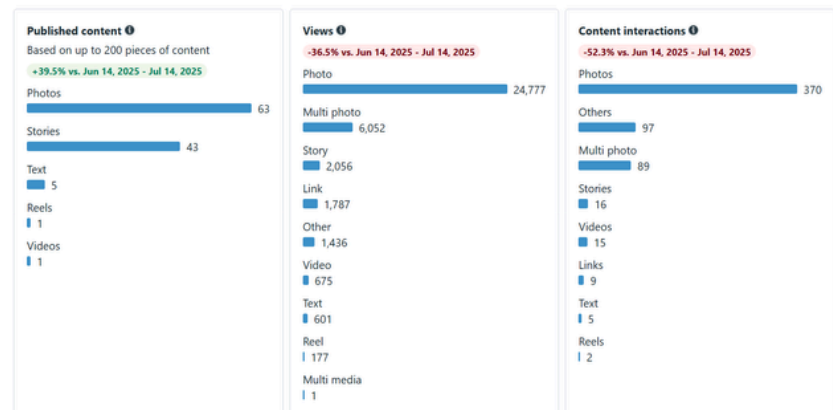 Published content
Based on up to 200 pieces of content
+39.5% vs. Jun 14, 2025 - Jul 14, 2025
Photos
63
Stories
43
Text
5
Reels
1
Videos
1
Views
-36.5% vs. Jun 14, 2025 - Jul 14, 2025
Photo
24,777
Multi photo
6,052
Story
2,056
Link
1,787
Other
1,436
Video
675
Text
601
Reel
177
Multi media
1
Content interactions
-52.3% vs. Jun 14, 2025 - Jul 14, 2025
Photos
370
Others
97
Multi photo
89
Stories
16
Videos
15
Links
9
Text
5
Reels
2